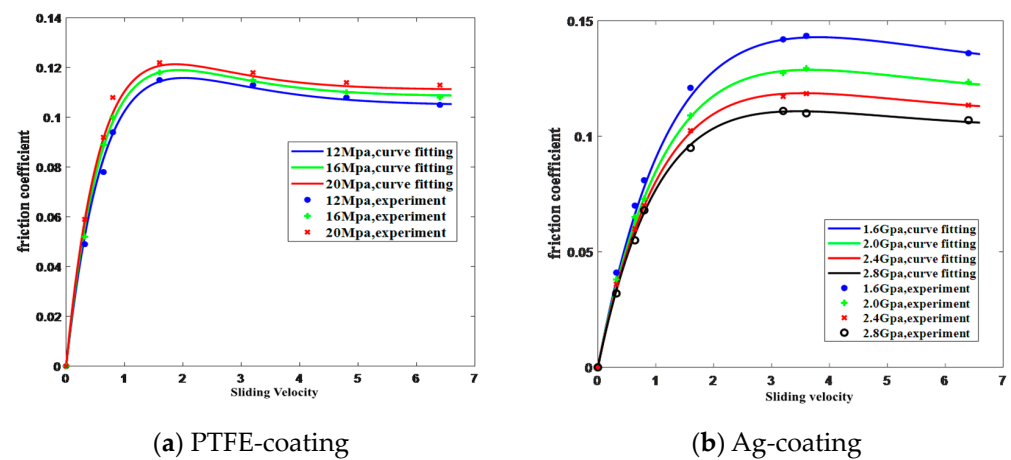 0.14
0.12
0.1
0.08
0.06
0.04
0.02
0
0 1 2 3 4 5 6 7
friction coefficient
Sliding Velocity
12Mpa,curve fitting
16Mpa,curve fitting
20Mpa,curve fitting
12Mpa,experiment
16Mpa,experiment
20Mpa,experiment
(a) PTFE-coating
0.15
0.1
0.05
0
0 1 2 3 4 5 6 7
friction coefficient
Sliding velocity
1.6Gpa,curve fitting
2.0Gpa,curve fitting
2.4Gpa,curve fitting
2.8Gpa,curve fitting
1.6Gpa,experiment
2.0Gpa,experiment
2.4Gpa,experiment
2.8Gpa,experiment
(b) Ag-coating